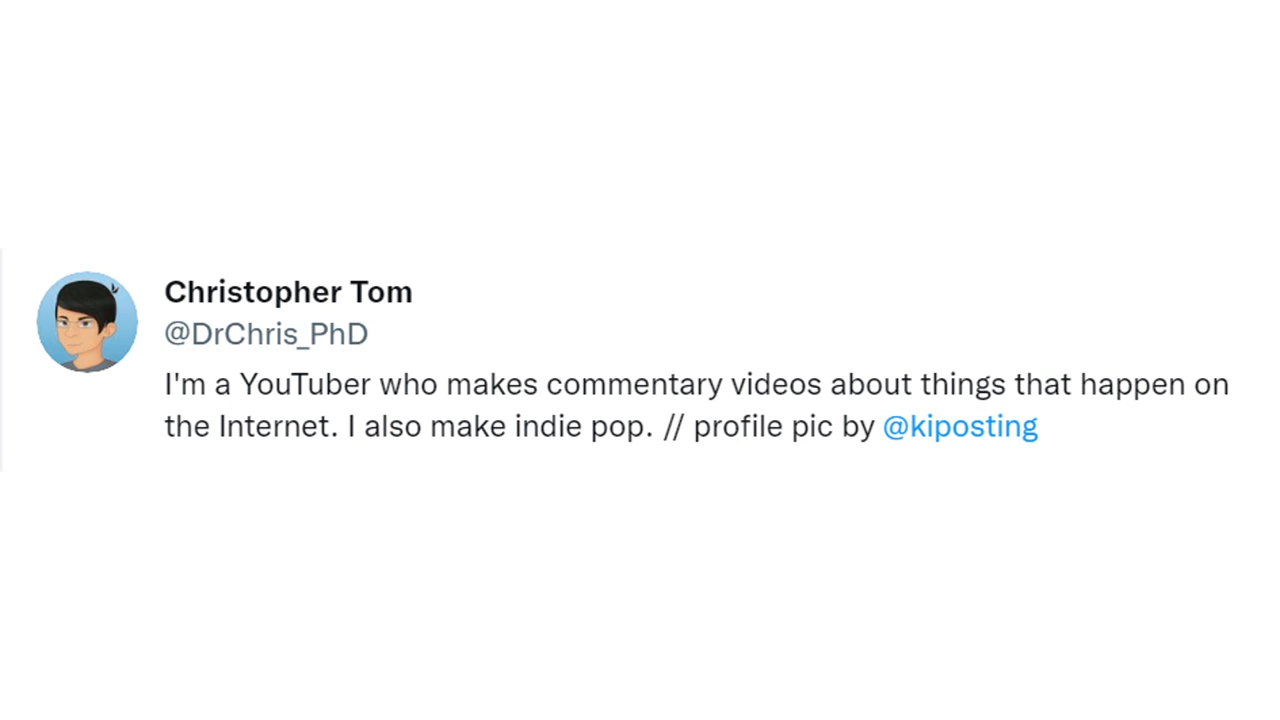 Christopher Tom
@DrChris_PhD
I'm a YouTuber who makes commentary videos about things that happen on
the Internet. I also make indie pop. // profile pic by @kiposting